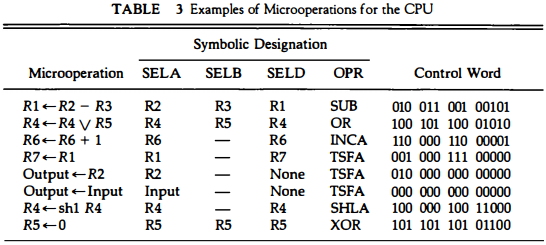 TABLE 3 Examples of Microoperations for the CPU
Symbolic Designation
Microoperation SELA SELB SELD OPR Control Word
R1 ← R2 − R3 R2 R3 R1 SUB 010 011 001 00101
R4 ← R4 ∨ R5 R4 R5 R4 OR 100 101 100 01010
R6 ← R6 + 1 R6 — R6 INCA 110 000 110 00001
R7 ← R1 R1 — R7 TSFA 001 000 111 00000
Output ← R2 R2 — None TSFA 010 000 000 00000
Output ← Input Input — None TSFA 000 000 000 00000
R4 ← sh1 R4 R4 — R4 SHLA 100 000 100 11000
R5 ← 0 R5 R5 R5 XOR 101 101 101 01100